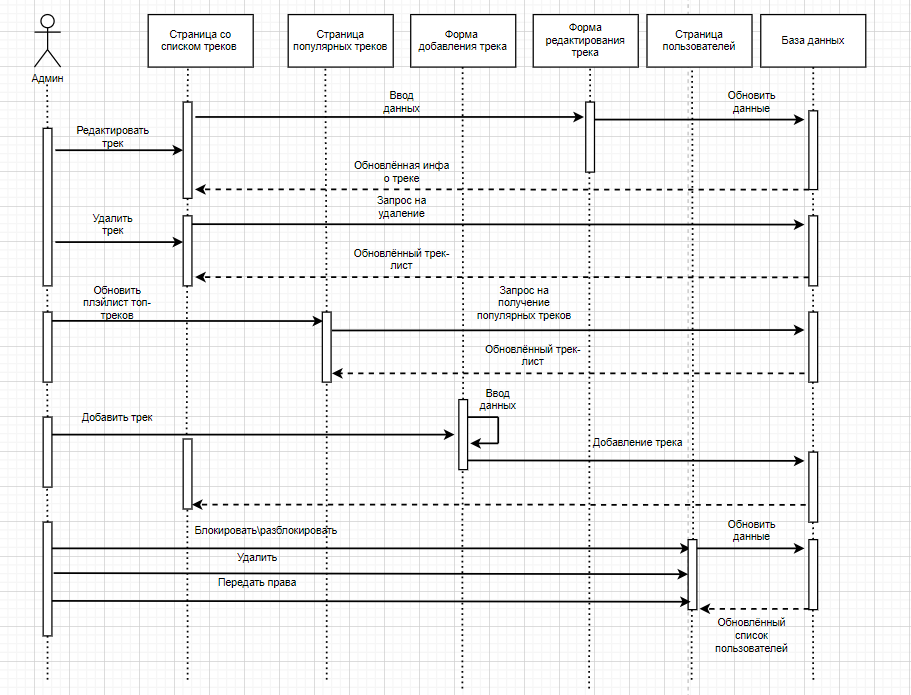 Админ
Страница со
списком треков
Страница
популярных треков
Форма
добавления трека
Форма
редактирования
трека
Страница
пользователей
База данных
Ввод
данных
Обновить
данные
Редактировать
трек
Обновлённая инфа
о треке
Удалить
трек
Запрос на
удаление
Обновлённый трек-
лист
Обновить
плэйлист топ-
треков
Запрос на
получение
популярных треков
Обновлённый трек-
лист
Ввод
данных
Добавить трек
Добавление трека
Блокировать\разблокировать
Обновить
данные
Удалить
Передать права
Обновлённый
список
пользователей